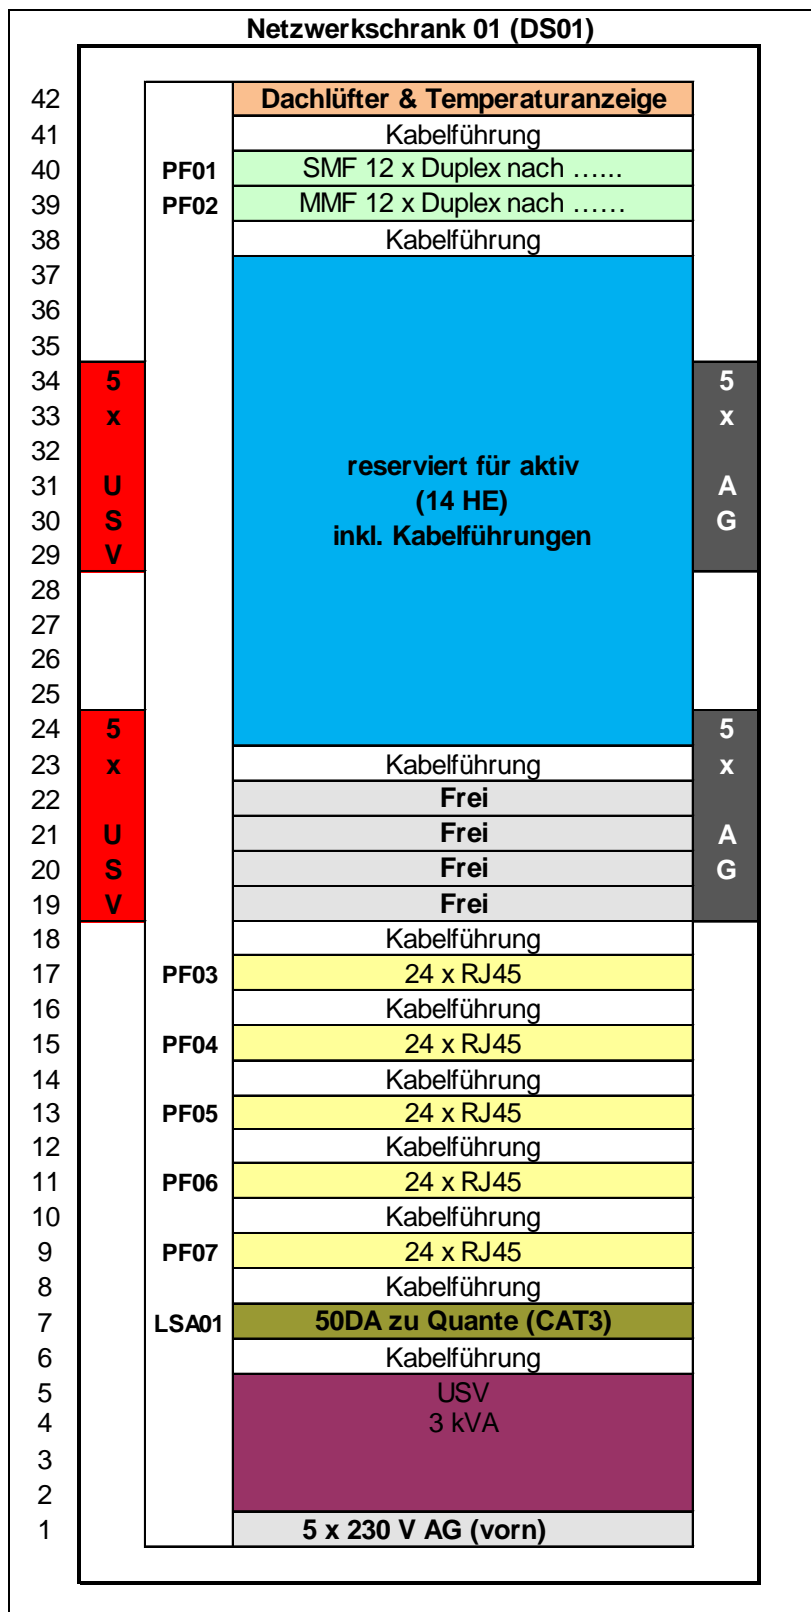 Netzwerkschrank 01 (DS01)
42 Dachlüfter & Temperaturanzeige
41 Kabelführung
40 PF01 SMF 12 x Duplex nach ......
39 PF02 MMF 12 x Duplex nach ......
38 Kabelführung
37
36
35
34 5 5
33 x x
32
reserviert für aktiv
31 U A
(14 HE)
30 S G
inkl. Kabelführungen
29 V
28
27
26
25
24 5 5
23 x Kabelführung x
22 Frei
21 U Frei A
20 S Frei G
19 V Frei
18 Kabelführung
17 PF03 24 x RJ45
16 Kabelführung
15 PF04 24 x RJ45
14 Kabelführung
13 PF05 24 x RJ45
12 Kabelführung
11 PF06 24 x RJ45
10 Kabelführung
9 PF07 24 x RJ45
8 Kabelführung
7 LSA01 50DA zu Quante (CAT3)
6 Kabelführung
5 USV
4 3 kVA
3
2
1 5 x 230 V AG (vorn)